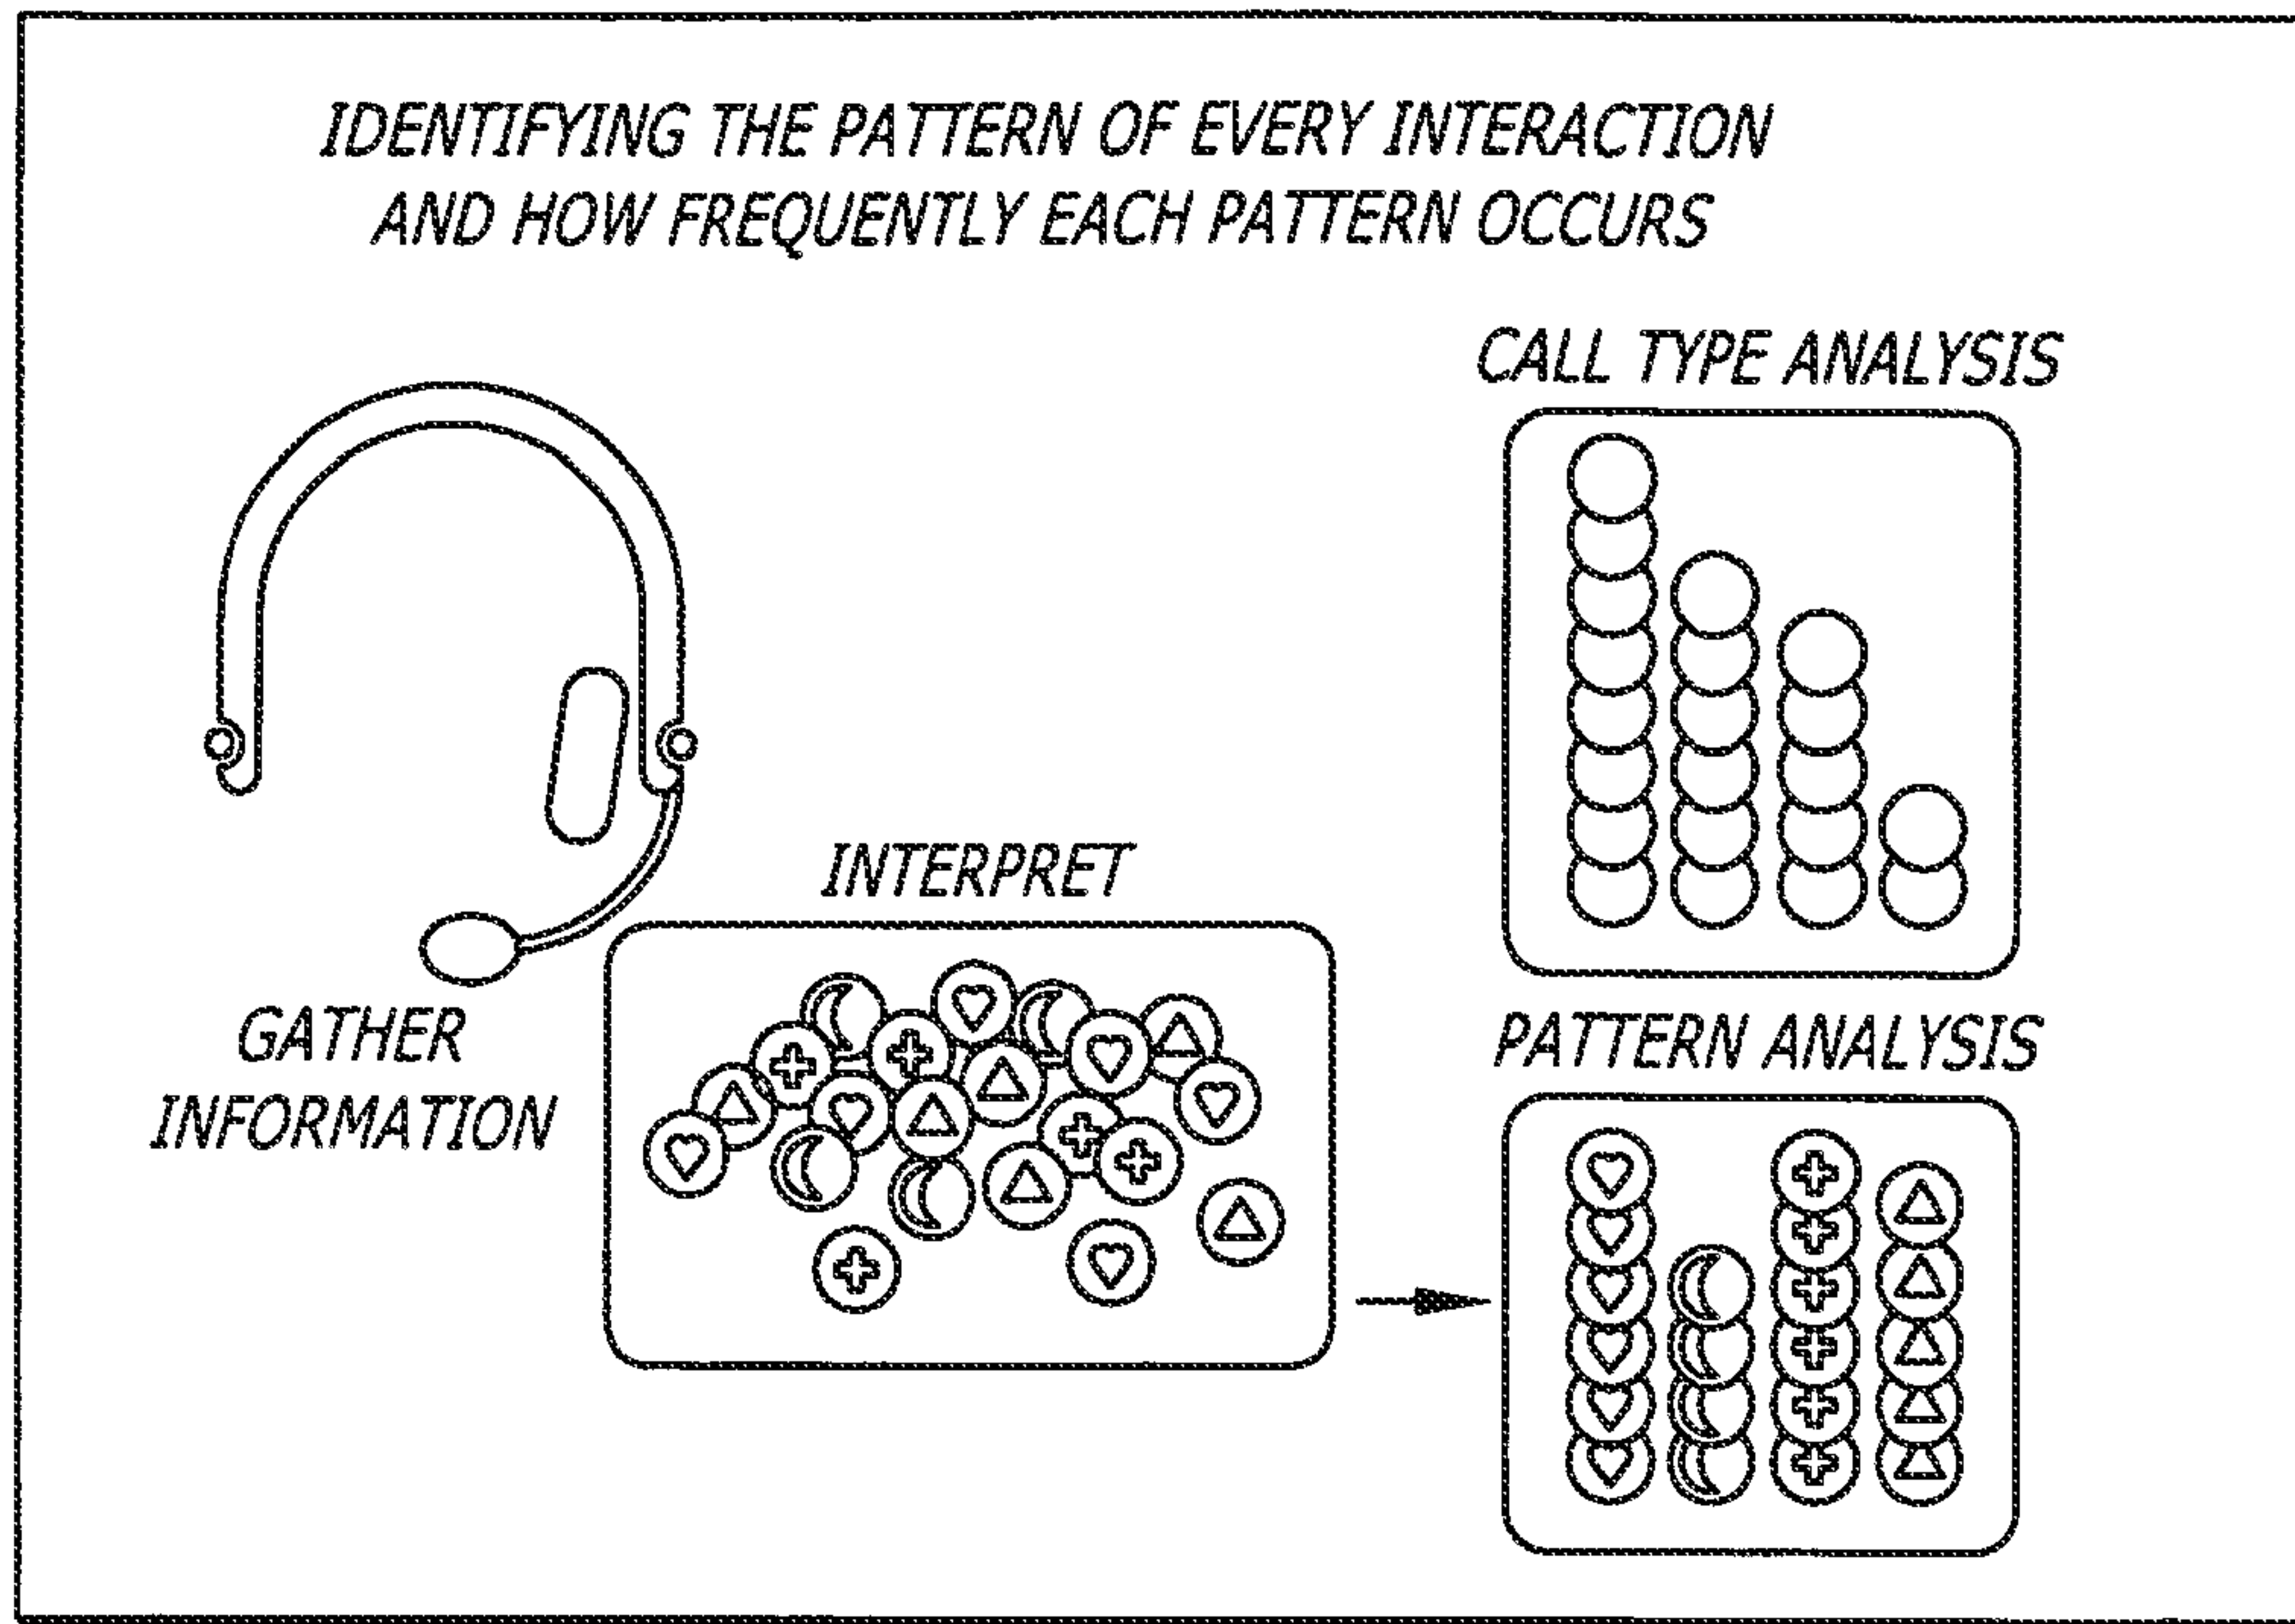 IDENTIFYING THE PATTERN OF EVERY INTERACTION
AND HOW FREQUENTLY EACH PATTERN OCCURS
CALL TYPE ANALYSIS
INTERPRET
GATHER
INFORMATION
PATTERN ANALYSIS